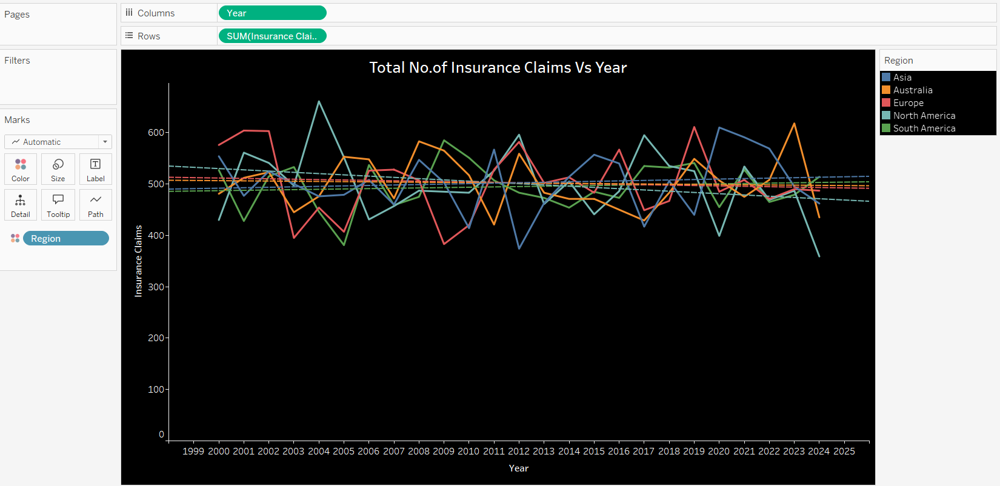 Pages
Columns
Year
Rows
SUM(Insurance Clai..
Filters
Marks
Automatic
Color
Size
Label
Detail
Tooltip
Path
Region
Total No.of Insurance Claims Vs Year
600
500
400
300
200
100
0
Insurance Claims
1999 2000 2001 2002 2003 2004 2005 2006 2007 2008 2009 2010 2011 2012 2013 2014 2015 2016 2017 2018 2019 2020 2021 2022 2023 2024 2025
Year
Region
Asia
Australia
Europe
North America
South America